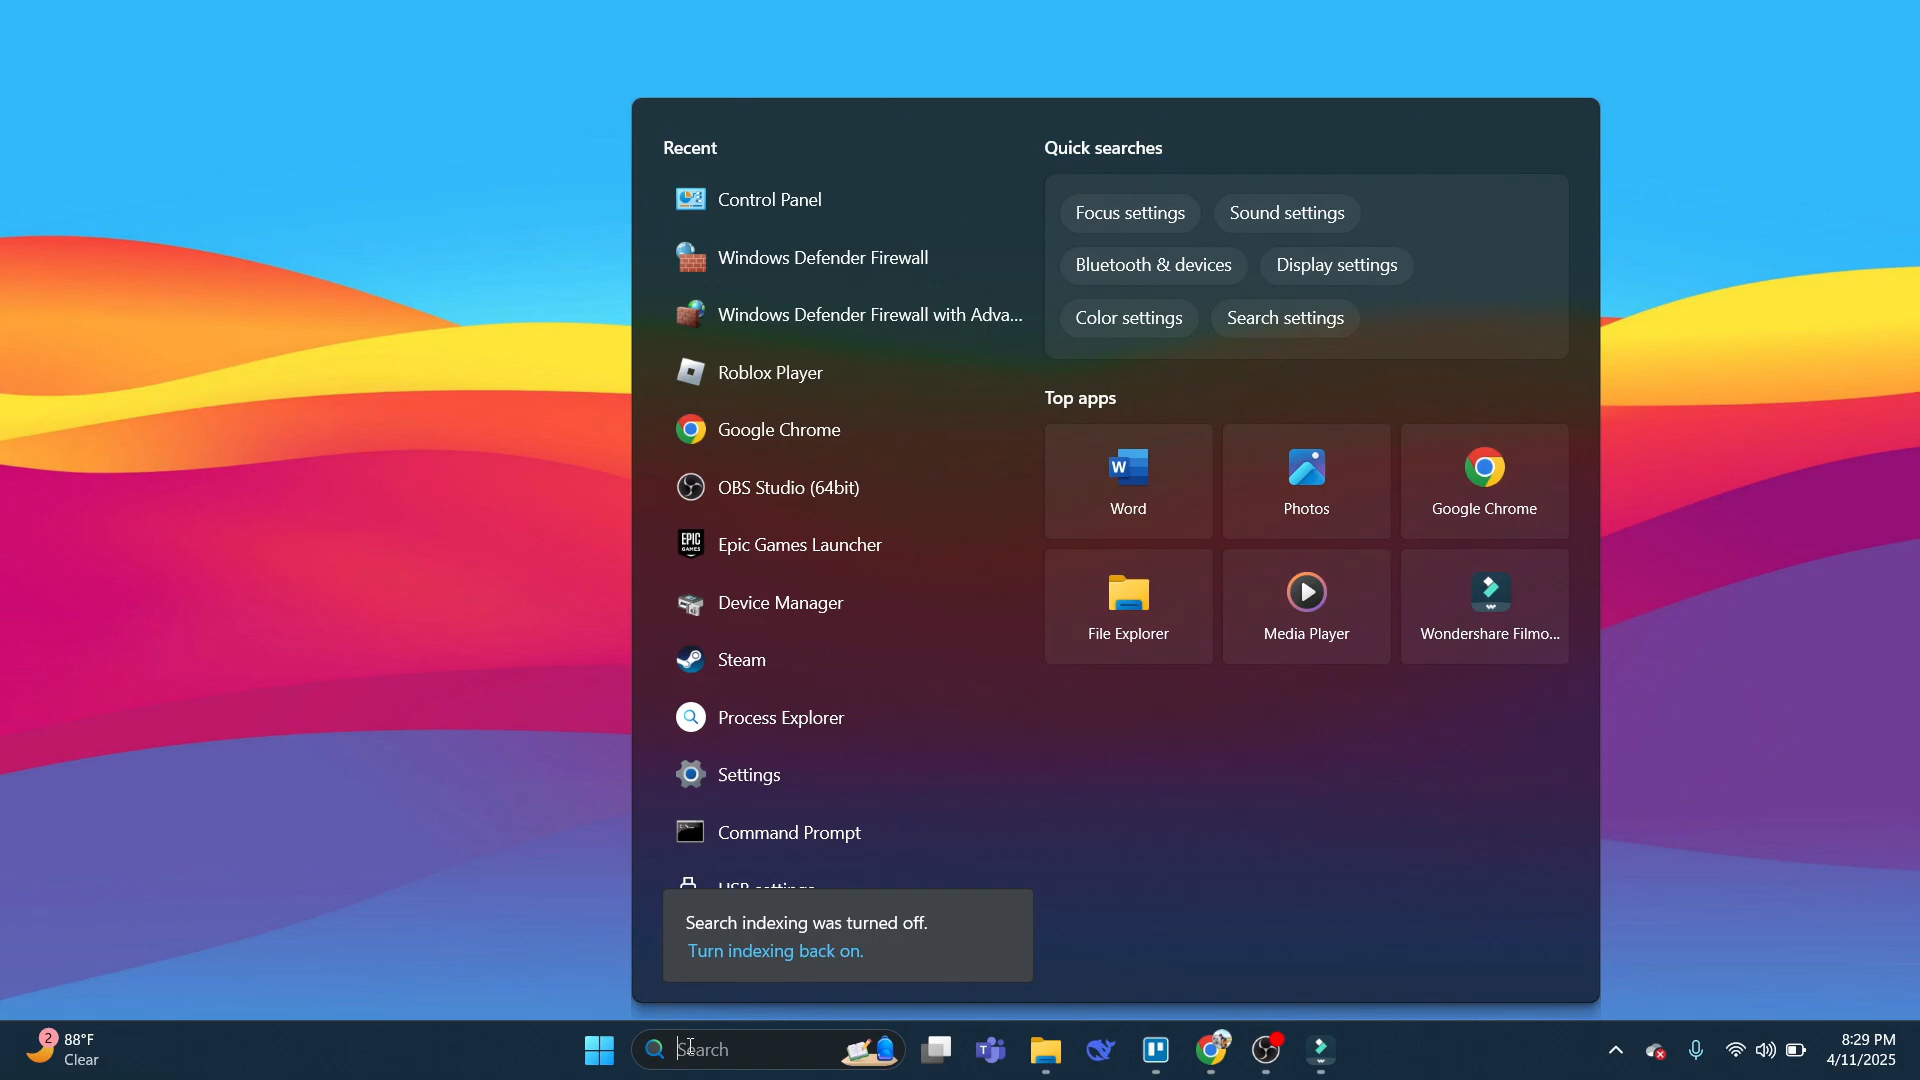 Recent
Control Panel
Windows Defender Firewall
Windows Defender Firewall with Adva...
Roblox Player
Google Chrome
OBS Studio (64bit)
EPIC
GAMES
Epic Games Launcher
Device Manager
Steam
Process Explorer
Settings
Command Prompt
USB settings
Search indexing was turned off.
Turn indexing back on.
Quick searches
Focus settings
Sound settings
Bluetooth & devices
Display settings
Color settings
Search settings
Top apps
W
Word
Photos
Google Chrome
File Explorer
Media Player
Wondershare Filmo...
2
88°F
Clear
Search
T
8:29 PM
4/11/2025